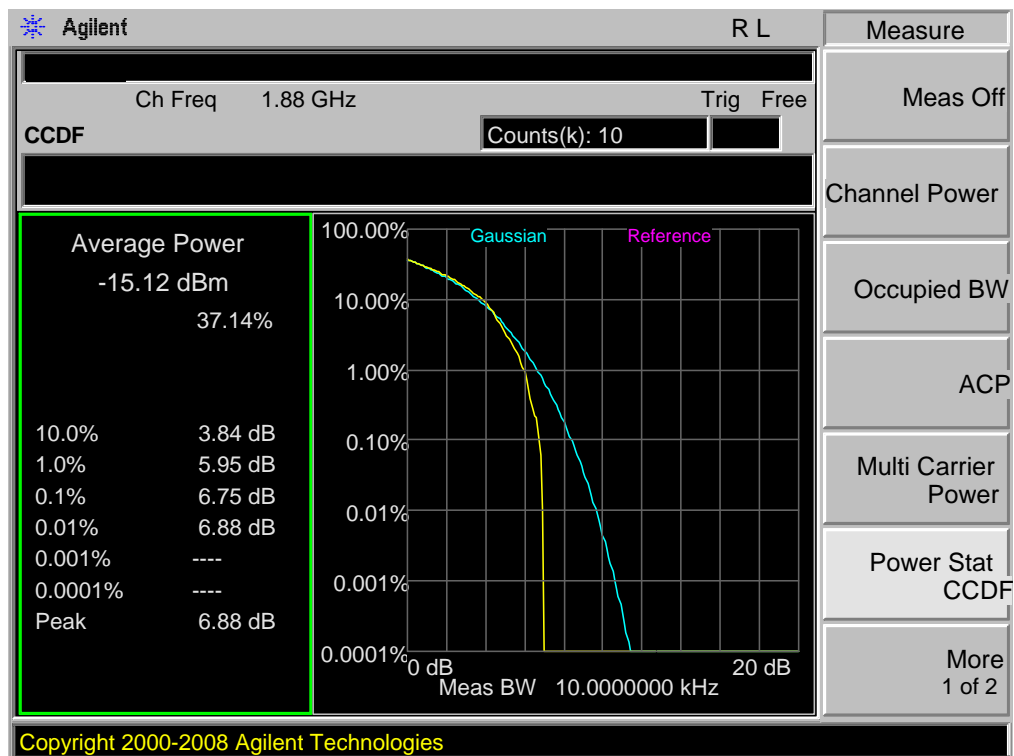 Agilent
R L
Ch Freq 1.88 GHz
Trig Free
CCDF
Counts(k): 10
Average Power
-15.12 dBm
37.14%
10.0% 3.84 dB
1.0% 5.95 dB
0.1% 6.75 dB
0.01% 6.88 dB
0.001% ----
0.0001% ----
Peak 6.88 dB
Gaussian
Reference
100.00%
10.00%
1.00%
0.10%
0.01%
0.001%
0.0001%
0 dB
20 dB
Meas BW 10.0000000 kHz
Measure
Meas Off
Channel Power
Occupied BW
ACP
Multi Carrier
Power
Power Stat
CCDF
More
1 of 2
Copyright 2000-2008 Agilent Technologies